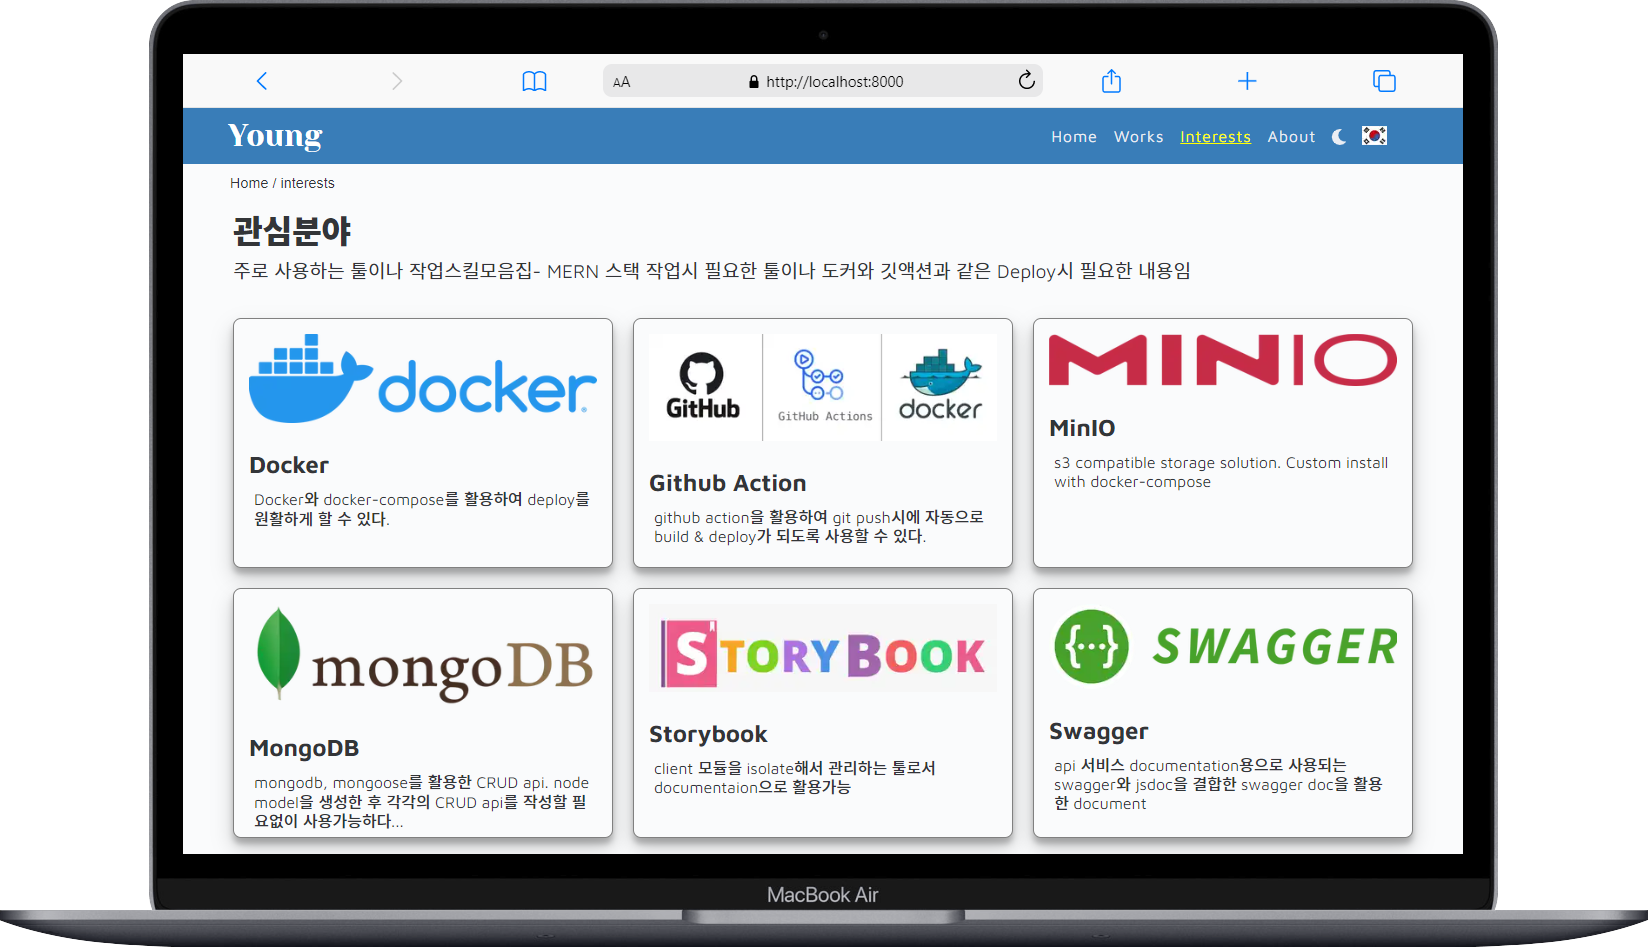 AA http://localhost:8000
Young Home Works Interests About
Home / interests
관심분야
주로 사용하는 툴이나 작업스킬모음집- MERN 스택 작업시 필요한 툴이나 도커와 깃액션과 같은 Deploy시 필요한 내용임
docker
Docker
Docker와 docker-compose를 활용하여 deploy를
원활하게 할 수 있다.
GitHub
GitHub Actions
docker
Github Action
github action을 활용하여 git push시에 자동으로
build & deploy가 되도록 사용할 수 있다.
MINIO
MinIO
s3 compatible storage solution. Custom install
with docker-compose
mongoDB
MongoDB
mongodb, mongoose를 활용한 CRUD api. node
model을 생성한 후 각각의 CRUD api를 작성할 필
요없이 사용가능하다...
STORYBOOK
Storybook
client 모듈을 isolate해서 관리하는 툴로서
documentaion으로 활용가능
{...} SWAGGER
Swagger
api 서비스 documentation용으로 사용되는
swagger와 jsdoc을 결합한 swagger doc을 활용
한 document
MacBook Air